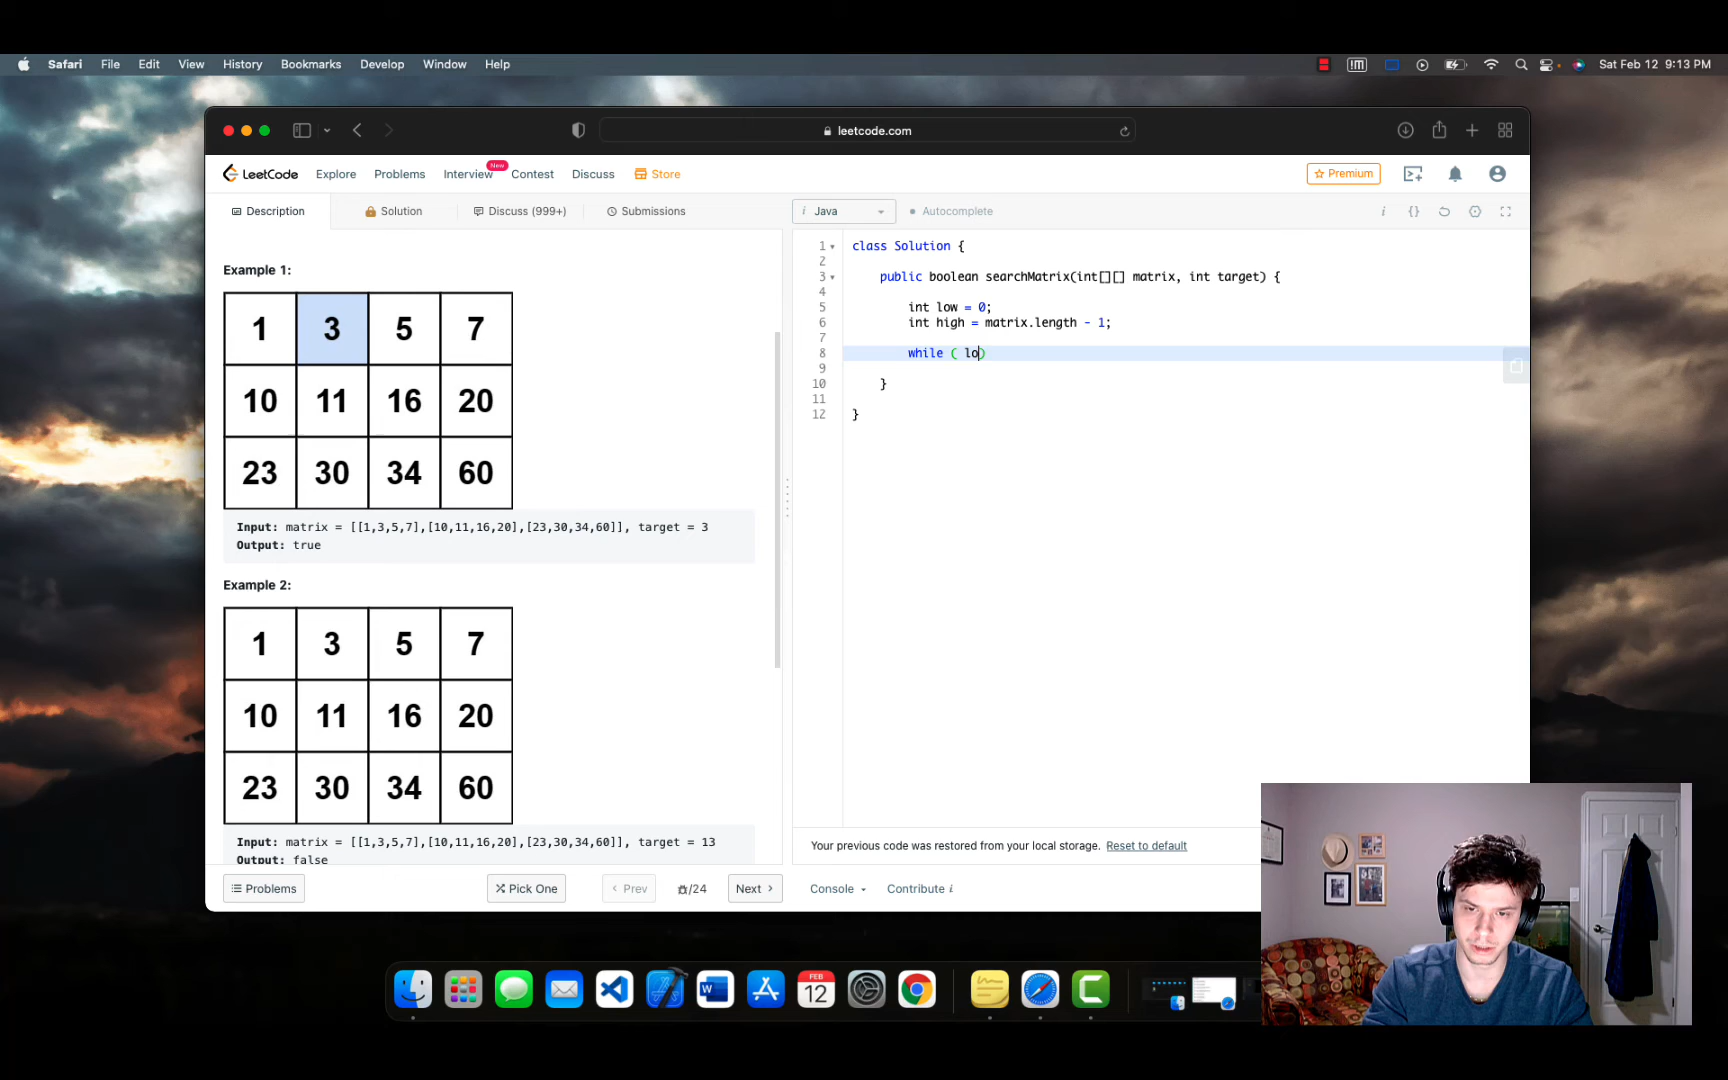 Safari File Edit View History Bookmarks Develop Window Help
Sat Feb 12 9:13 PM
leetcode.com
LeetCode Explore Problems Interview New Contest Discuss Store
Premium
Description Solution Discuss (999+) Submissions
i Java Autocomplete
Example 1:
1 3 5 7
10 11 16 20
23 30 34 60
Input: matrix = [[1,3,5,7],[10,11,16,20],[23,30,34,60]], target = 3
Output: true
Example 2:
1 3 5 7
10 11 16 20
23 30 34 60
Input: matrix = [[1,3,5,7],[10,11,16,20],[23,30,34,60]], target = 13
Output: false
1 class Solution {
2
3 public boolean searchMatrix(int[][] matrix, int target) {
4
5 int low = 0;
6 int high = matrix.length - 1;
7
8 while ( lo)
9
10 }
11
12 }
Your previous code was restored from your local storage. Reset to default
Problems Pick One < Prev /24 Next >
Console Contribute i
FEB
12